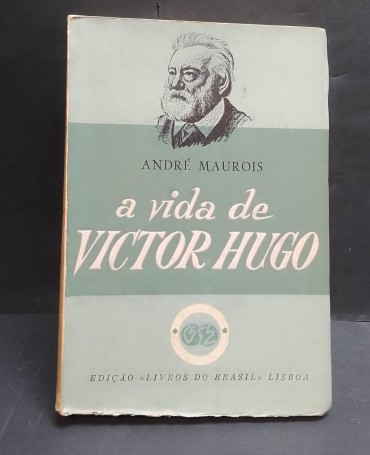 ANDRÉ MAUROIS
a vida de
VICTOR HUGO
EDIÇÃO «LIVROS DO BRASIL» LISBOA